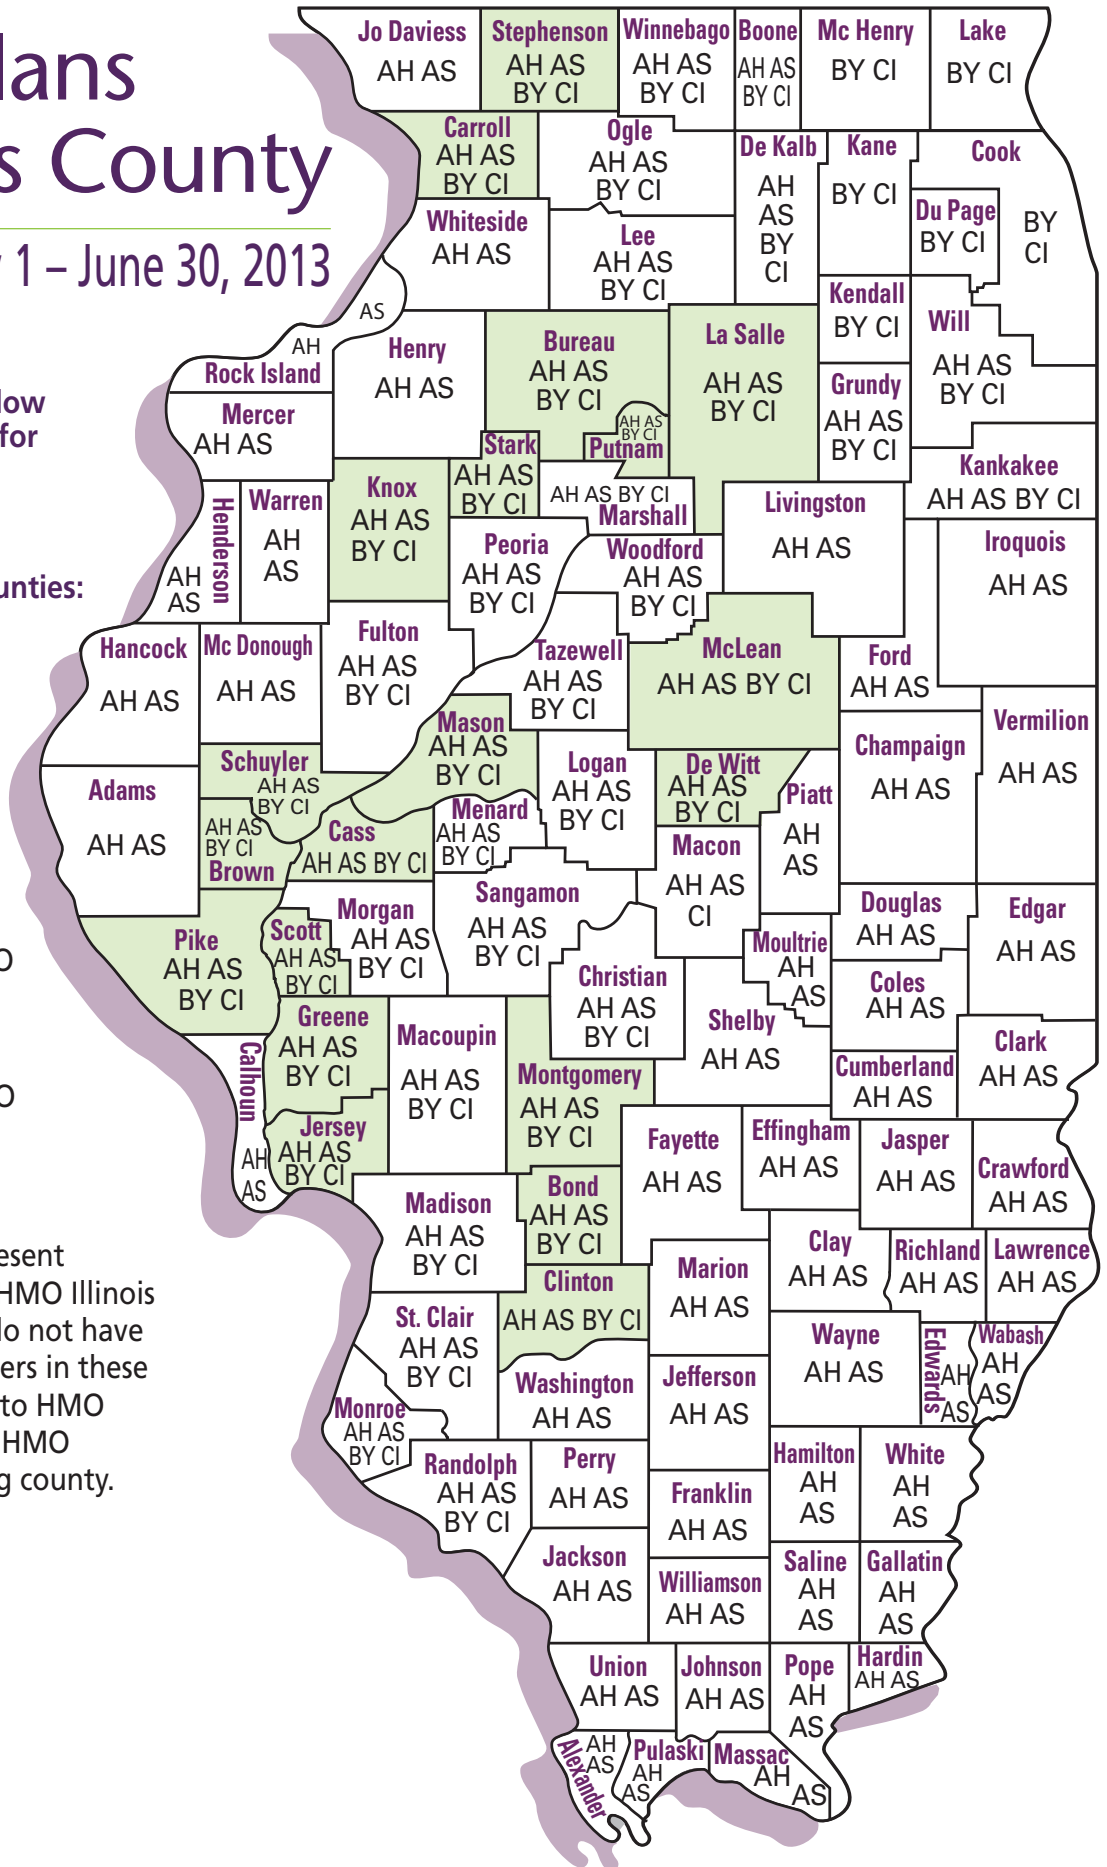 lans
s County
1 – June 30, 2013
low
for
unties:
O
O
esent
HMO Illinois
do not have
ers in these
to HMO
HMO
g county.
Jo Daviess
AH AS
Stephenson
AH AS
BY CI
Winnebago
AH AS
BY CI
Boone
AH AS
BY CI
Mc Henry
BY CI
Lake
BY CI
Carroll
AH AS
BY CI
Ogle
AH AS
BY CI
De Kalb
AH
AS
BY
CI
Kane
BY CI
Cook
BY
CI
Du Page
BY CI
Whiteside
AH AS
Lee
AH AS
BY CI
Kendall
BY CI
Will
AH AS
BY CI
AS
AH
Rock Island
Henry
AH AS
Bureau
AH AS
BY CI
La Salle
AH AS
BY CI
Grundy
AH AS
BY CI
Mercer
AH AS
AH AS
BY CI
Putnam
Stark
AH AS
BY CI
Kankakee
AH AS BY CI
Henderson
AH
AS
Warren
AH
AS
Knox
AH AS
BY CI
AH AS BY CI
Marshall
Livingston
AH AS
Peoria
AH AS
BY CI
Woodford
AH AS
BY CI
Iroquois
AH AS
Hancock
AH AS
Mc Donough
AH AS
Fulton
AH AS
BY CI
Tazewell
AH AS
BY CI
McLean
AH AS BY CI
Ford
AH AS
Vermilion
AH AS
Mason
AH AS
BY CI
Champaign
AH AS
Schuyler
AH AS
BY CI
Adams
AH AS
Logan
AH AS
BY CI
De Witt
AH AS
BY CI
Piatt
AH
AS
AH AS
BY CI
Brown
Cass
AH AS BY CI
Menard
AH AS
BY CI
Macon
AH AS
CI
Sangamon
AH AS
BY CI
Morgan
AH AS
BY CI
Scott
AH AS
BY CI
Pike
AH AS
BY CI
Douglas
AH AS
Edgar
AH AS
Moultrie
AH
AS
Christian
AH AS
BY CI
Coles
AH AS
Greene
AH AS
BY CI
Macoupin
AH AS
BY CI
Shelby
AH AS
Clark
AH AS
Calhoun
AH
AS
Montgomery
AH AS
BY CI
Cumberland
AH AS
Jersey
AH AS
BY CI
Fayette
AH AS
Effingham
AH AS
Jasper
AH AS
Crawford
AH AS
Madison
AH AS
BY CI
Bond
AH AS
BY CI
Clay
AH AS
Richland
AH AS
Lawrence
AH AS
Marion
AH AS
Clinton
AH AS BY CI
St. Clair
AH AS
BY CI
Wayne
AH AS
Edwards
AH
AS
Wabash
AH
AS
Washington
AH AS
Jefferson
AH AS
Monroe
AH AS
BY CI
Randolph
AH AS
BY CI
Perry
AH AS
Hamilton
AH
AS
White
AH
AS
Franklin
AH AS
Jackson
AH AS
Williamson
AH AS
Saline
AH
AS
Gallatin
AH
AS
Union
AH AS
Johnson
AH AS
Pope
AH
AS
Hardin
AH AS
Alexander
AH
AS
Pulaski
AH
AS
Massac
AH
AS